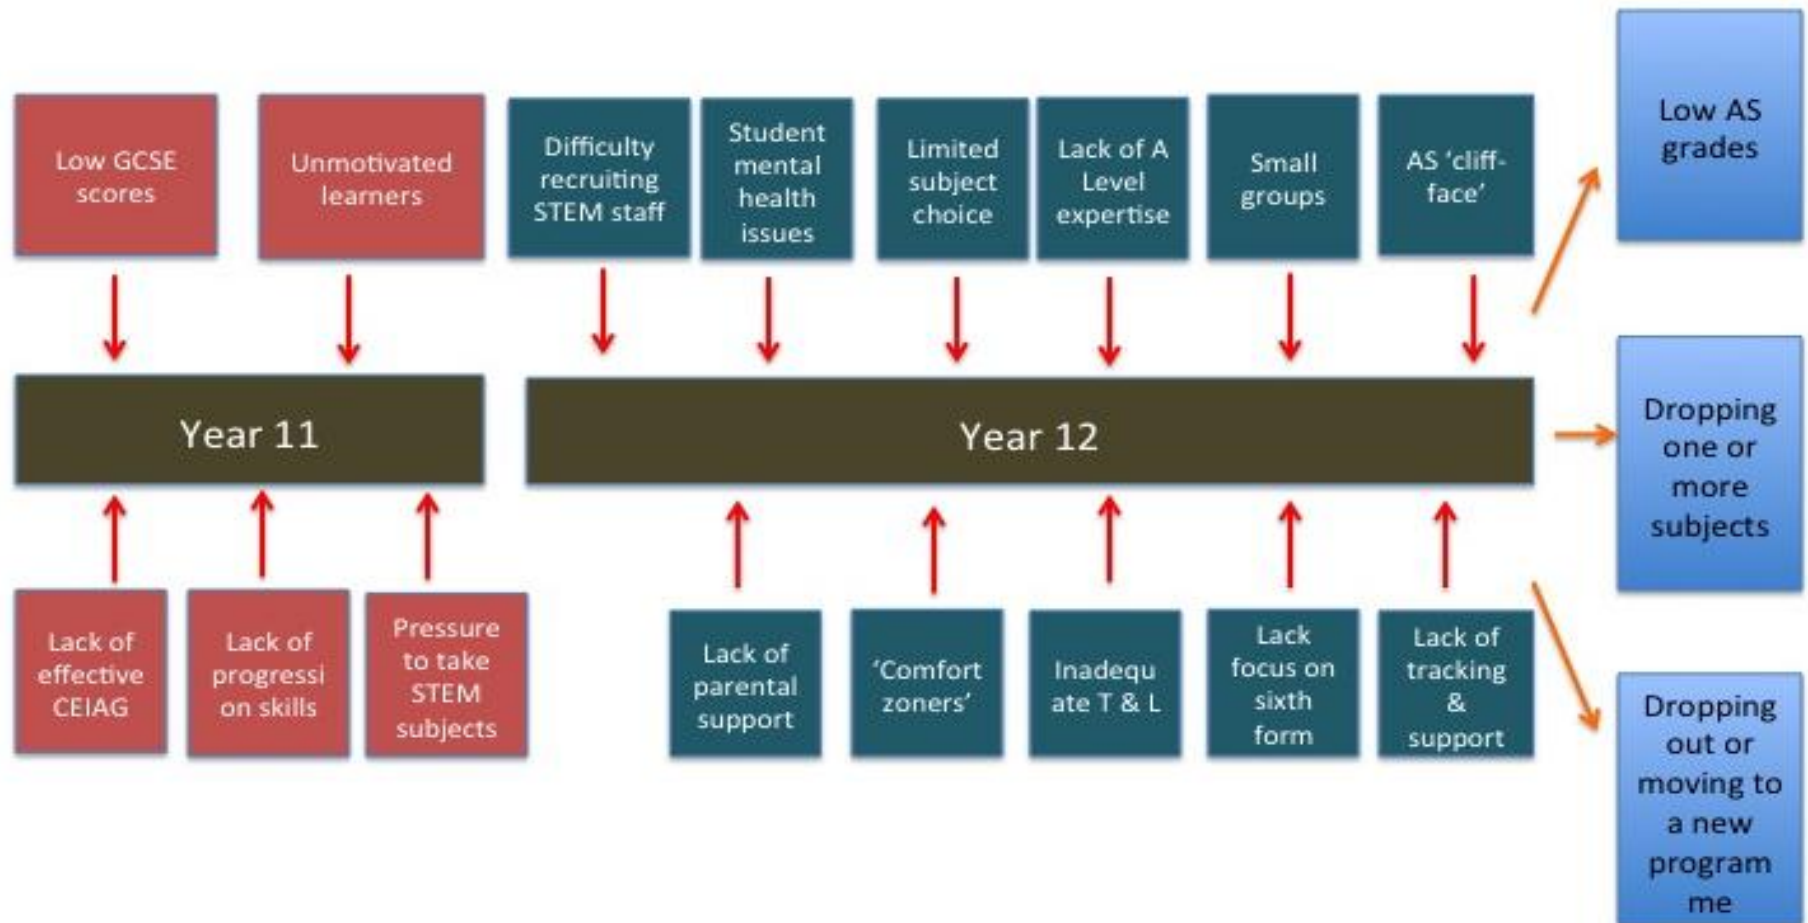 Low GCSE
scores
Unmotivated
learners
Difficulty
recruiting
STEM staff
Student
mental
health
issues
Limited
subject
choice
Lack of A
Level
expertise
Small
groups
AS ‘cliff-
face’
Low AS
grades
Year 11
Year 12
Dropping
one or
more
subjects
Lack of
effective
CEIAG
Lack of
progressi
on skills
Pressure
to take
STEM
subjects
Lack of
parental
support
‘Comfort
zoners’
Inadequ
ate T & L
Lack
focus on
sixth
form
Lack of
tracking
&
support
Dropping
out or
moving to
a new
program
me